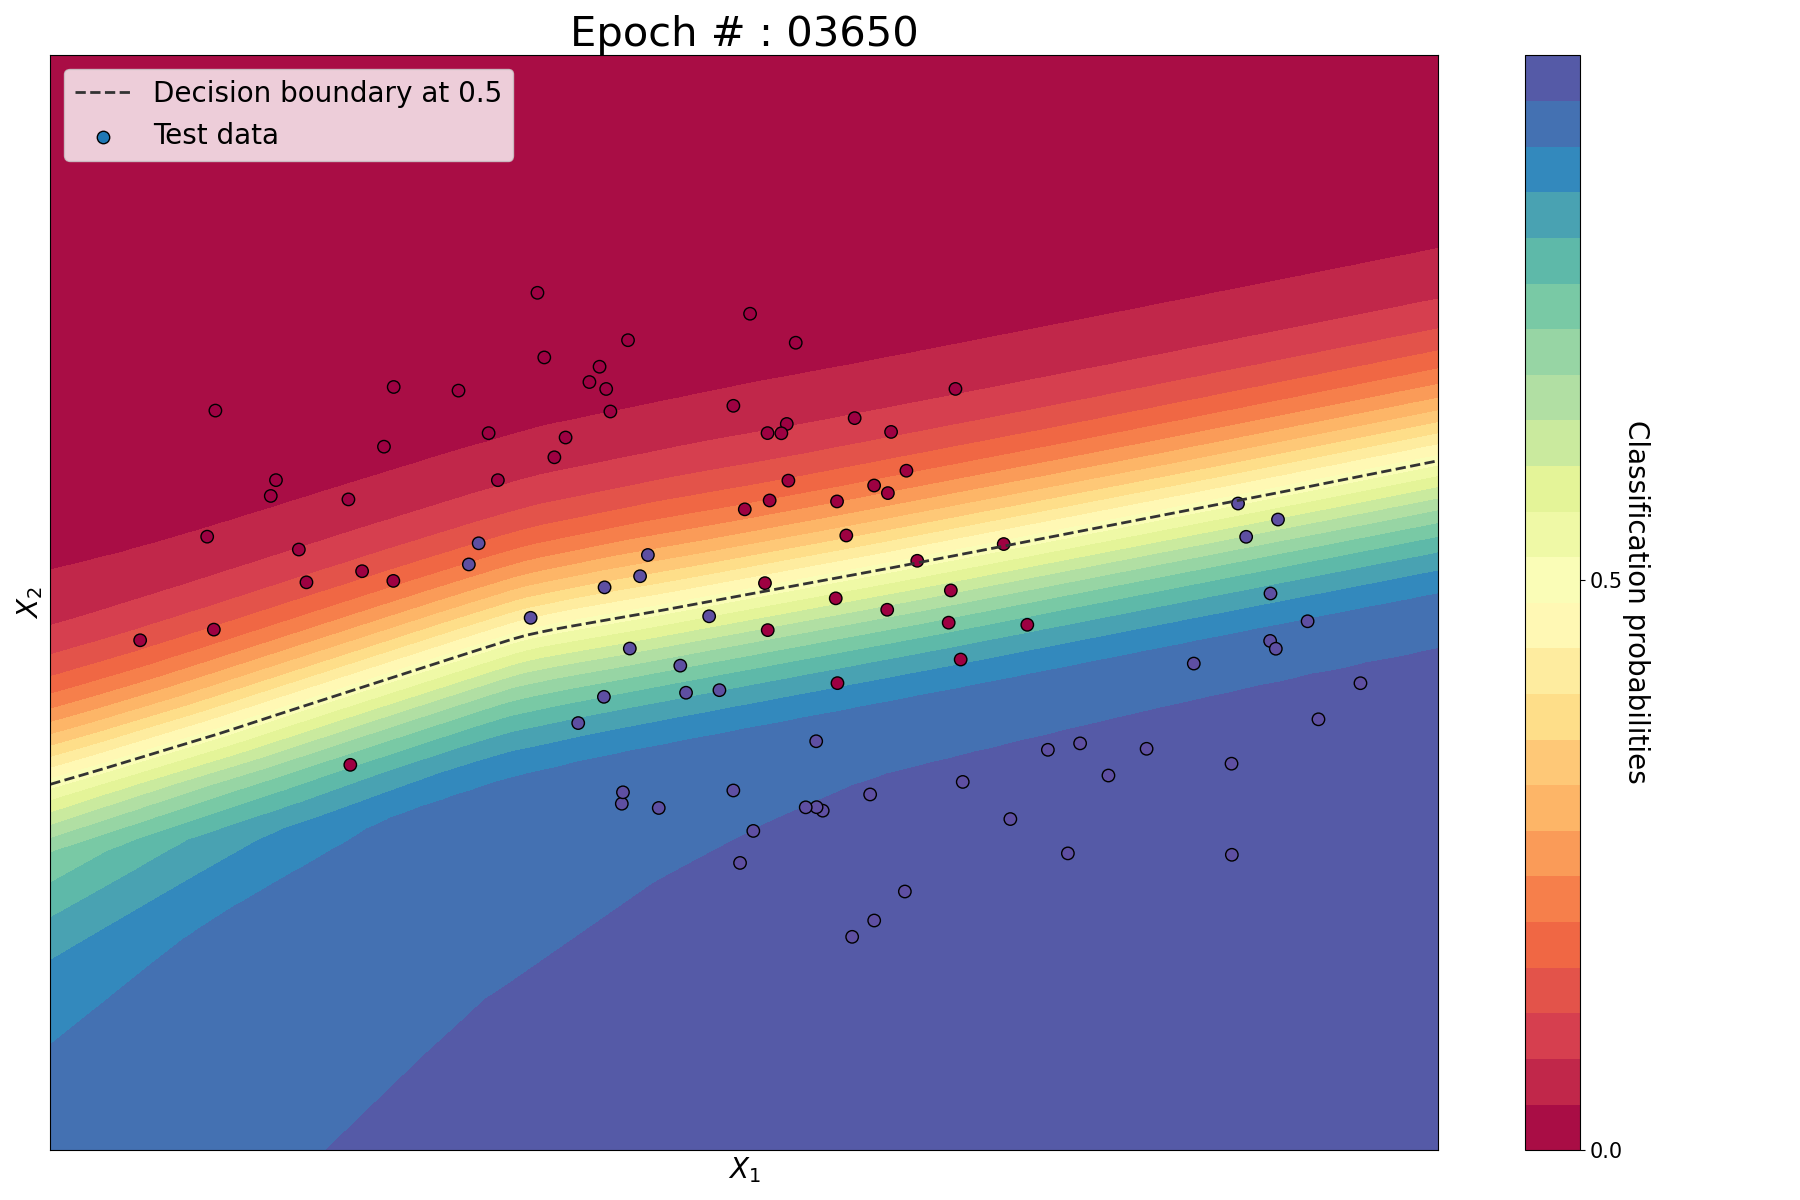 Epoch # : 03650
Decision boundary at 0.5
Test data
X₂
X₁
0.5
0.0
Classification probabilities